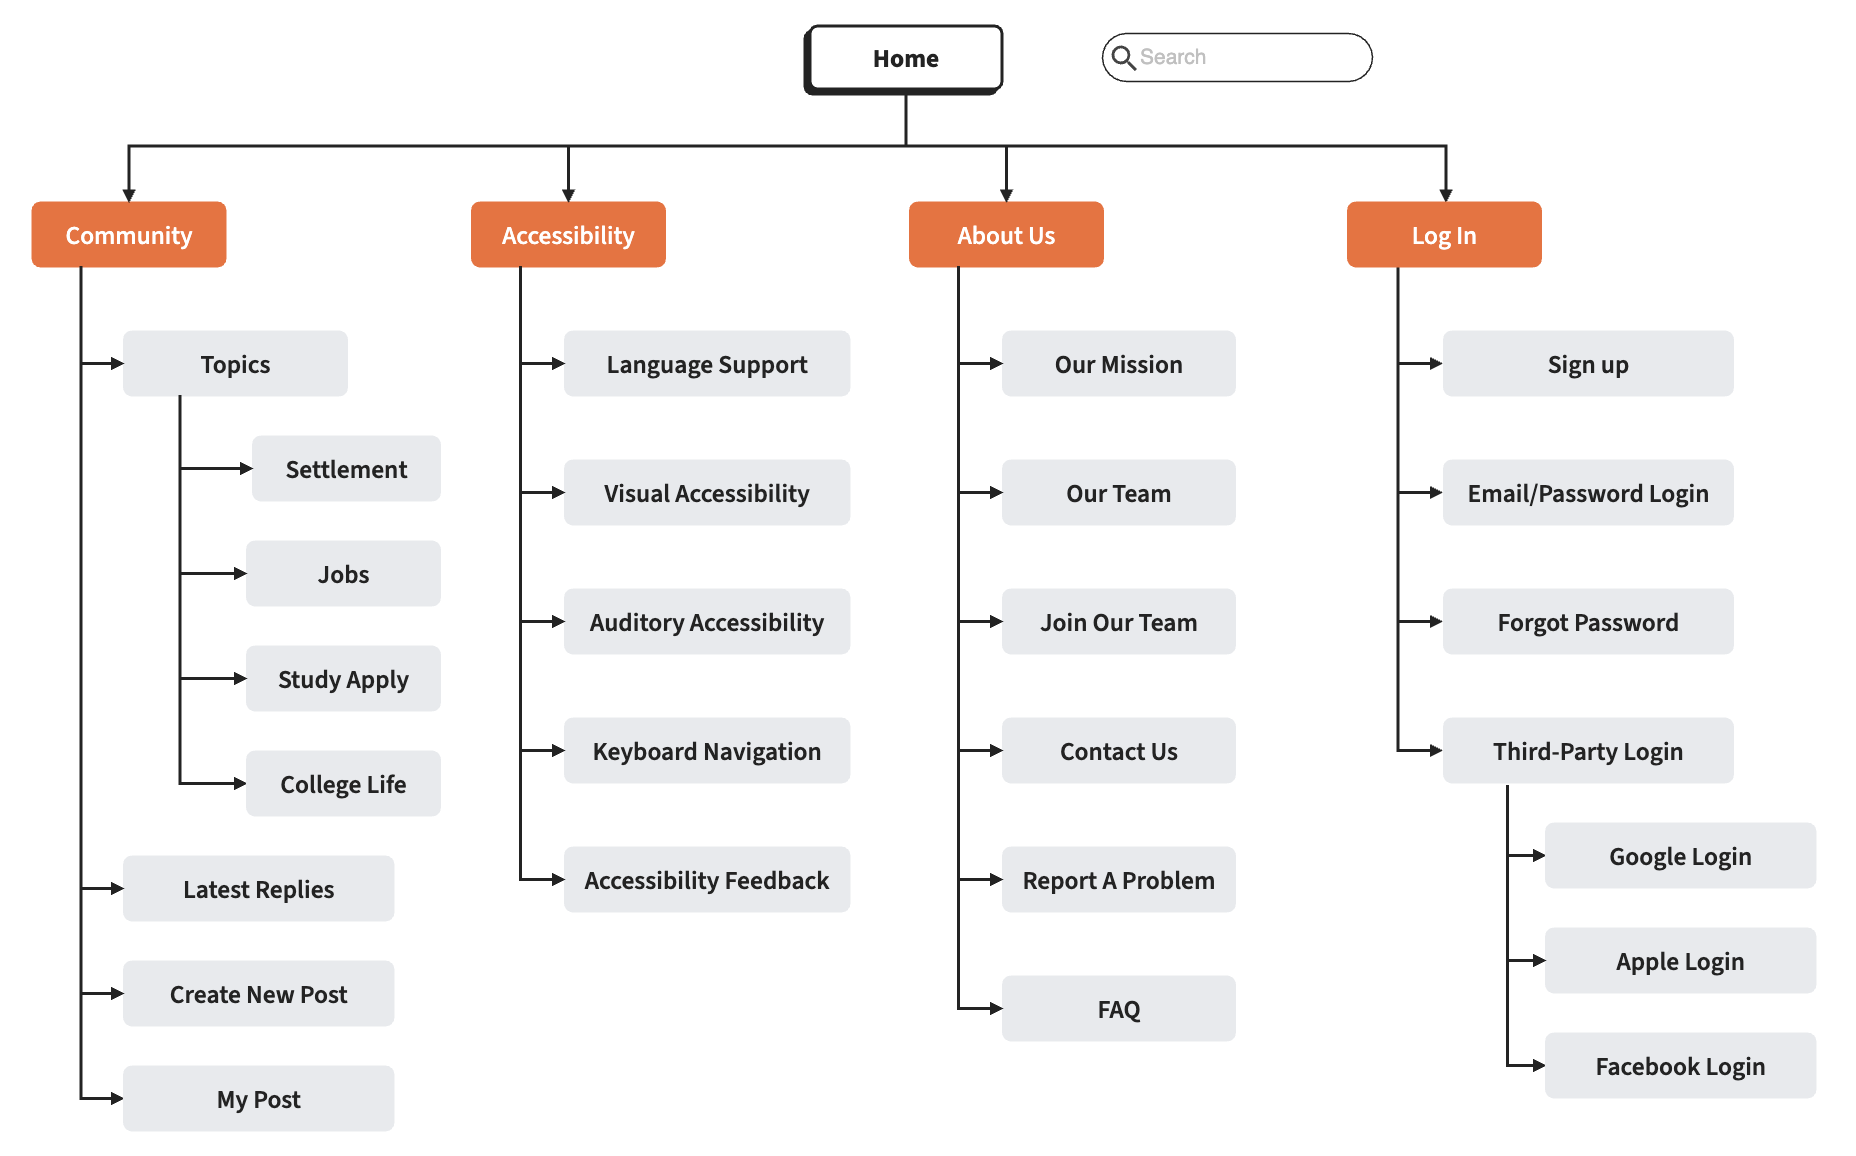 Home
Search
Community
Accessibility
About Us
Log In
Topics
Settlement
Jobs
Study Apply
College Life
Latest Replies
Create New Post
My Post
Language Support
Visual Accessibility
Auditory Accessibility
Keyboard Navigation
Accessibility Feedback
Our Mission
Our Team
Join Our Team
Contact Us
Report A Problem
FAQ
Sign up
Email/Password Login
Forgot Password
Third-Party Login
Google Login
Apple Login
Facebook Login